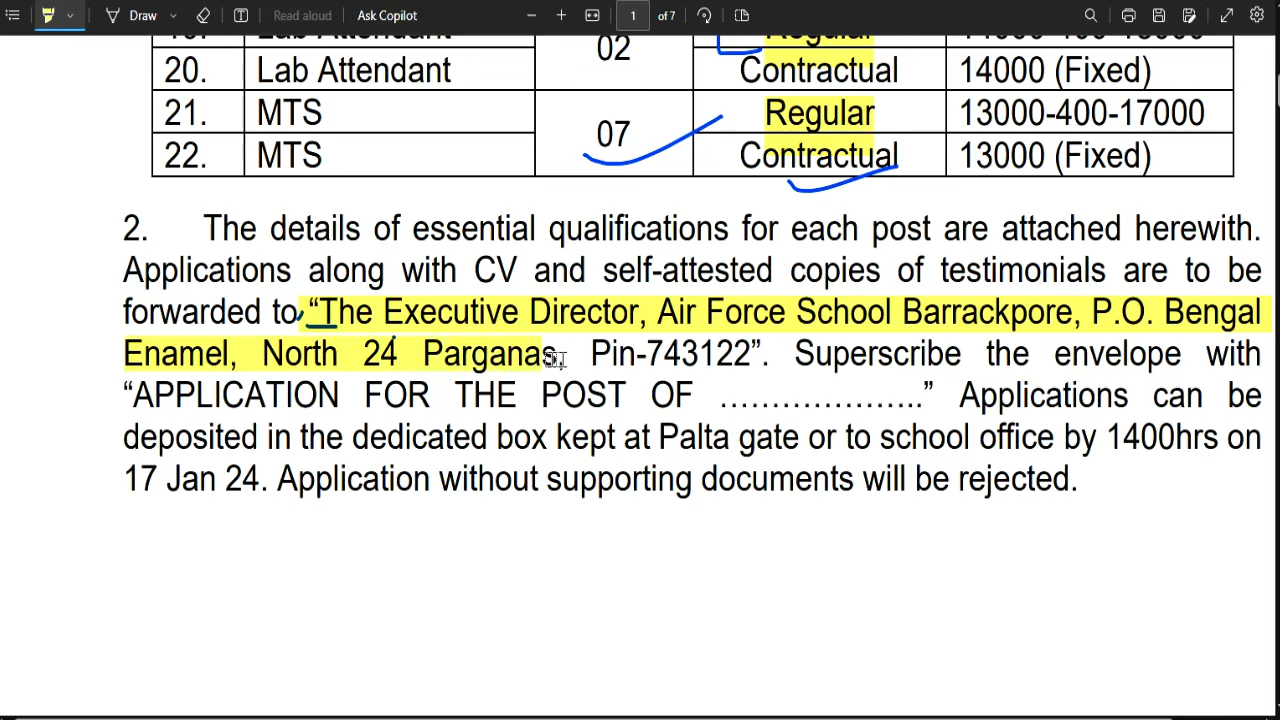 Draw Read aloud Ask Copilot 1 of 7
02
20. Lab Attendant Contractual 14000 (Fixed)
21. MTS Regular 13000-400-17000
07
22. MTS Contractual 13000 (Fixed)
2. The details of essential qualifications for each post are attached herewith.
Applications along with CV and self-attested copies of testimonials are to be
forwarded to “The Executive Director, Air Force School Barrackpore, P.O. Bengal
Enamel, North 24 Parganas, Pin-743122”. Superscribe the envelope with
“APPLICATION FOR THE POST OF …………………..” Applications can be
deposited in the dedicated box kept at Palta gate or to school office by 1400hrs on
17 Jan 24. Application without supporting documents will be rejected.